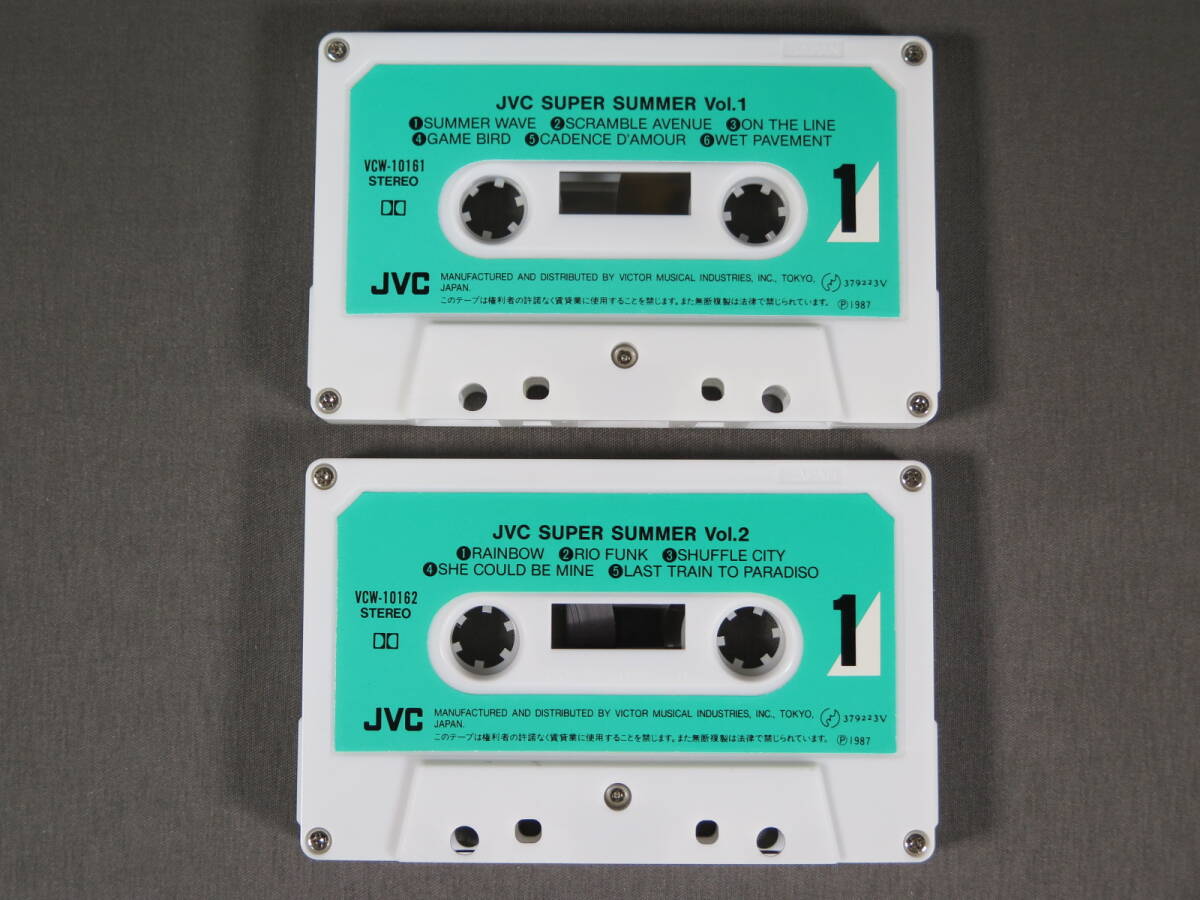 JVC SUPER SUMMER Vol.1
❶SUMMER WAVE ❷SCRAMBLE AVENUE ❸ON THE LINE
❹GAME BIRD ❺CADENCE D'AMOUR ❻WET PAVEMENT
VCW-10161
STEREO
1
JVC
MANUFACTURED AND DISTRIBUTED BY VICTOR MUSICAL INDUSTRIES, INC., TOKYO,
JAPAN.
379223V
このテープは権利者の許諾なく賃貸業に使用することを禁じます。また無断複製は法律で禁じられています。 Ⓟ1987
JVC SUPER SUMMER Vol.2
❶RAINBOW ❷RIO FUNK ❸SHUFFLE CITY
❹SHE COULD BE MINE ❺LAST TRAIN TO PARADISO
VCW-10162
STEREO
1
JVC
MANUFACTURED AND DISTRIBUTED BY VICTOR MUSICAL INDUSTRIES, INC., TOKYO,
JAPAN.
379223V
このテープは権利者の許諾なく賃貸業に使用することを禁じます。また無断複製は法律で禁じられています。 Ⓟ1987